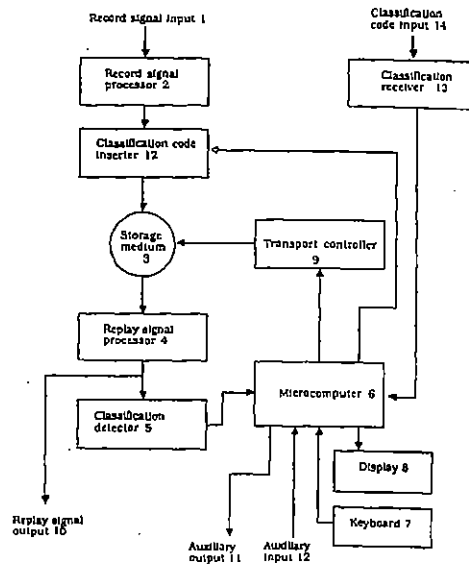 Record signal input 1
Classification
code input 14
Record signal
processor 2
Classification
receiver 13
Classification code
inserter 12
Storage
medium
3
Transport controller
9
Replay signal
processor 4
Microcomputer 6
Classification
detector 5
Display 8
Replay signal
output 10
Auxiliary
output 11
Auxiliary
input 12
Keyboard 7